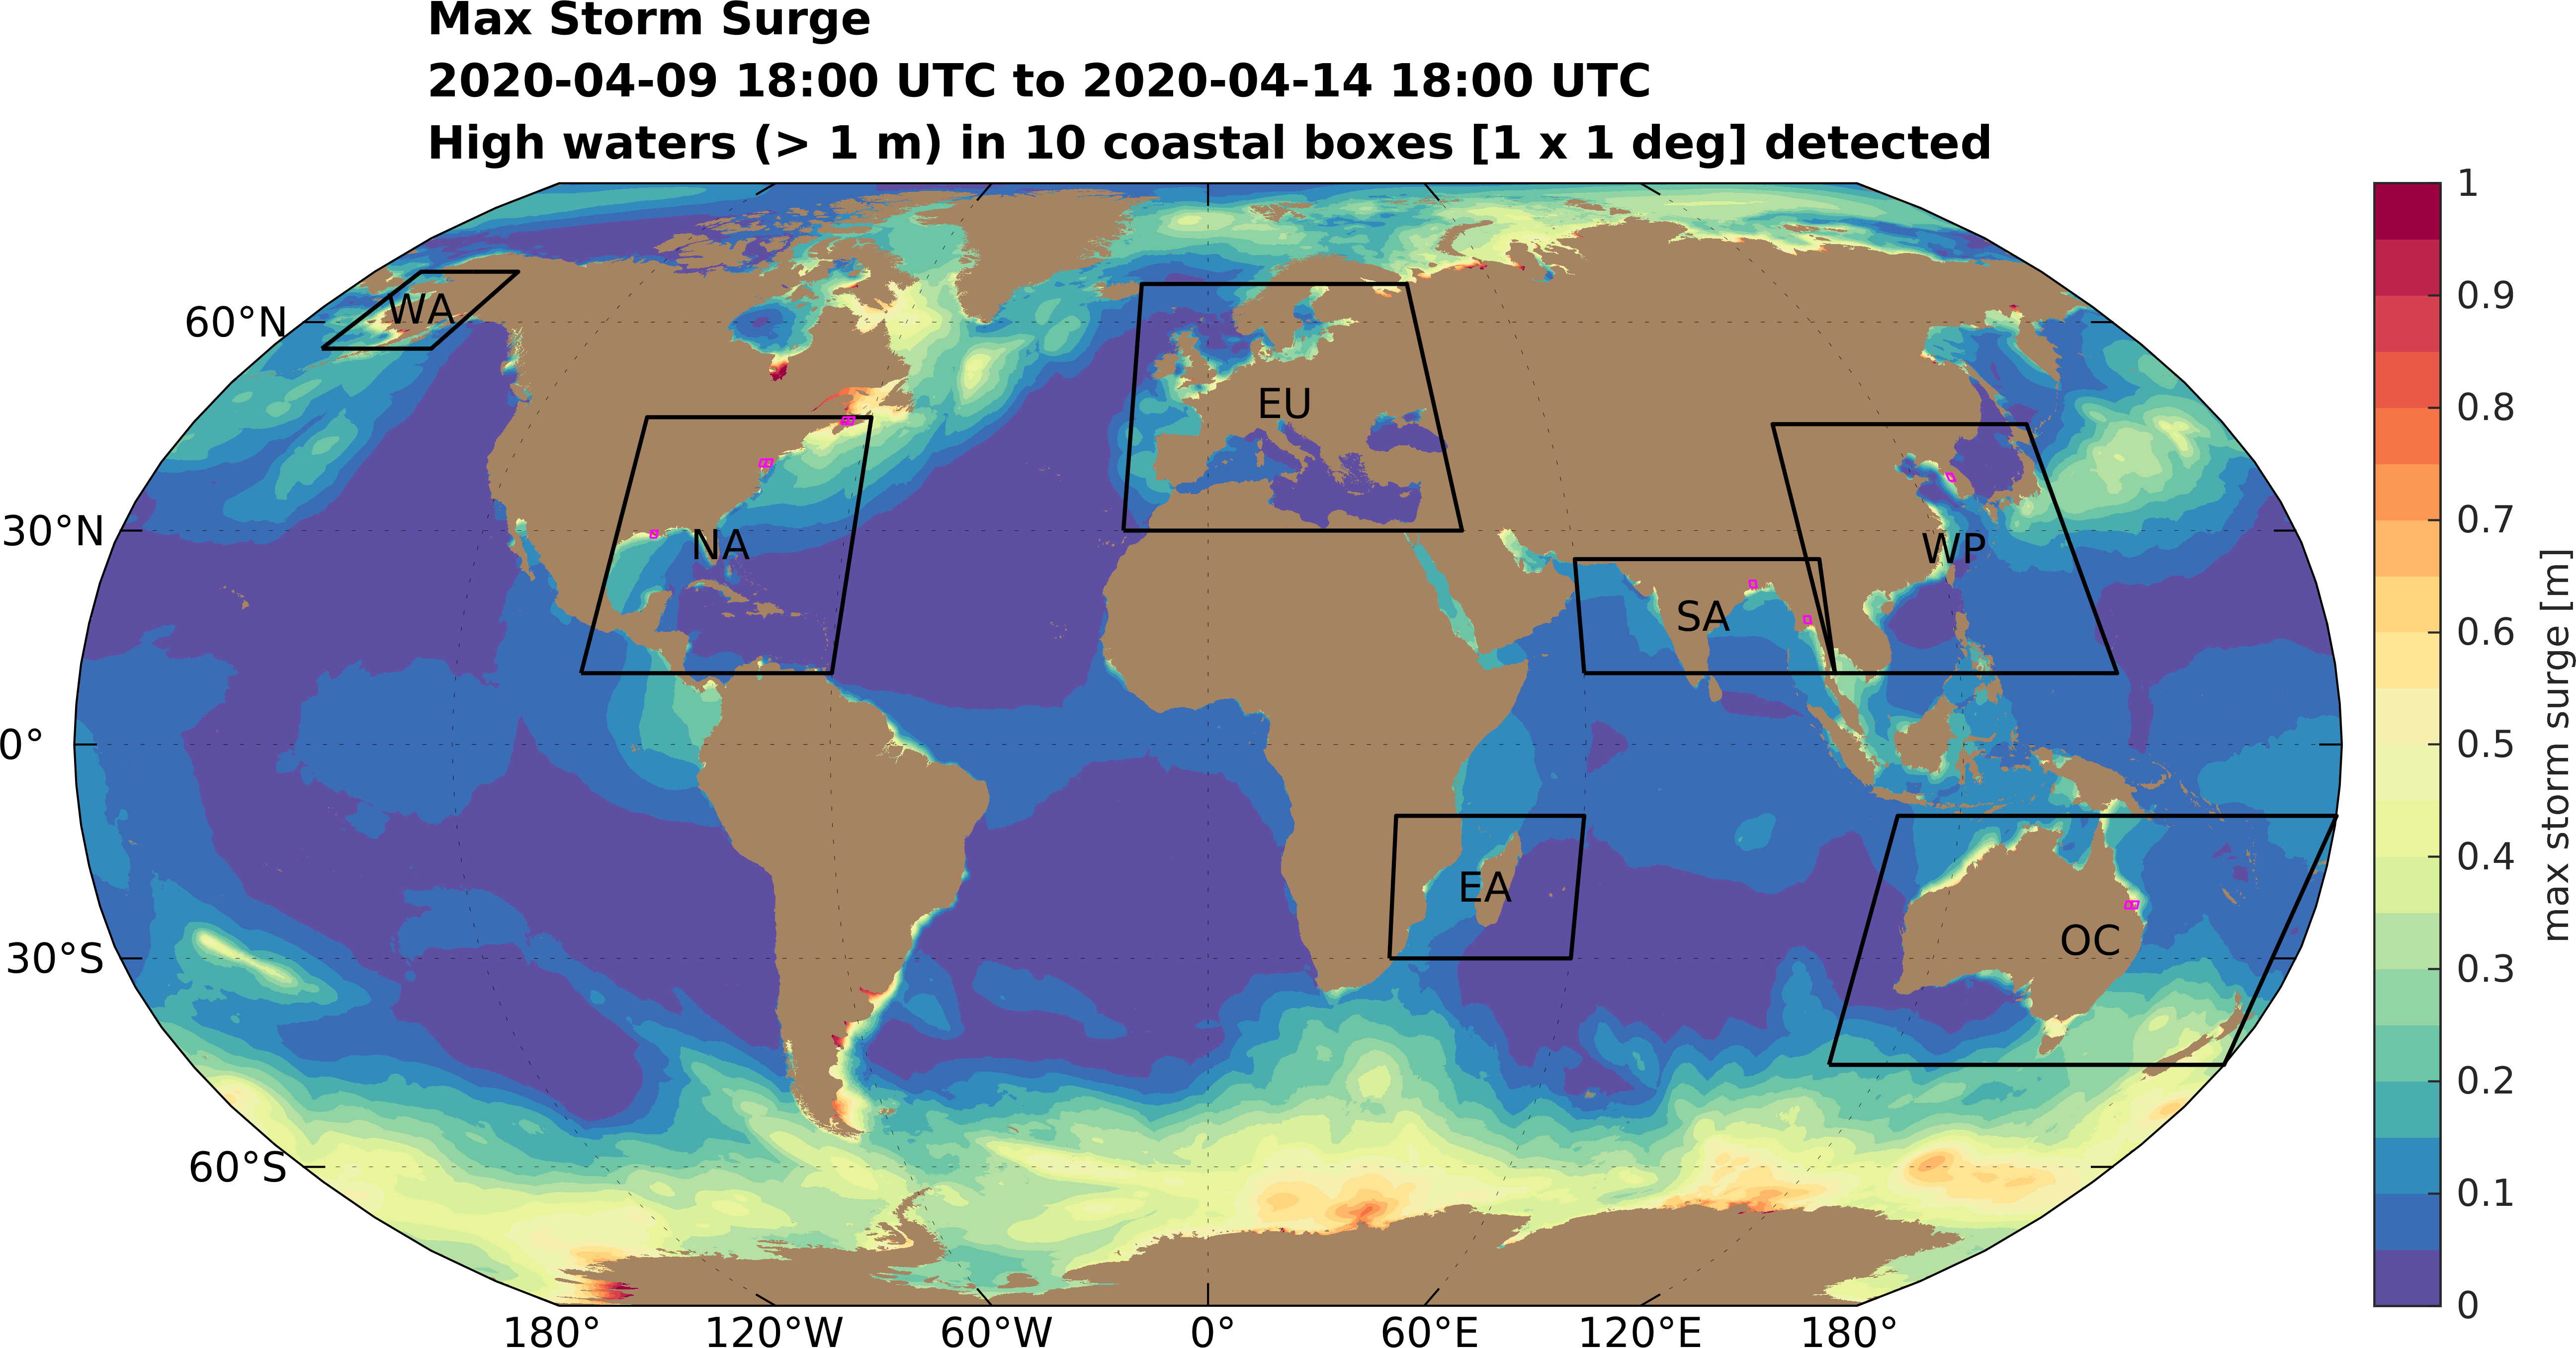 Max Storm Surge
2020-04-09 18:00 UTC to 2020-04-14 18:00 UTC
High waters (> 1 m) in 10 coastal boxes [1 x 1 deg] detected
60°N
30°N
0°
30°S
60°S
WA
NA
EU
SA
WP
EA
OC
180°
120°W
60°W
0°
60°E
120°E
180°
1
0.9
0.8
0.7
0.6
0.5
0.4
0.3
0.2
0.1
0
max storm surge [m]